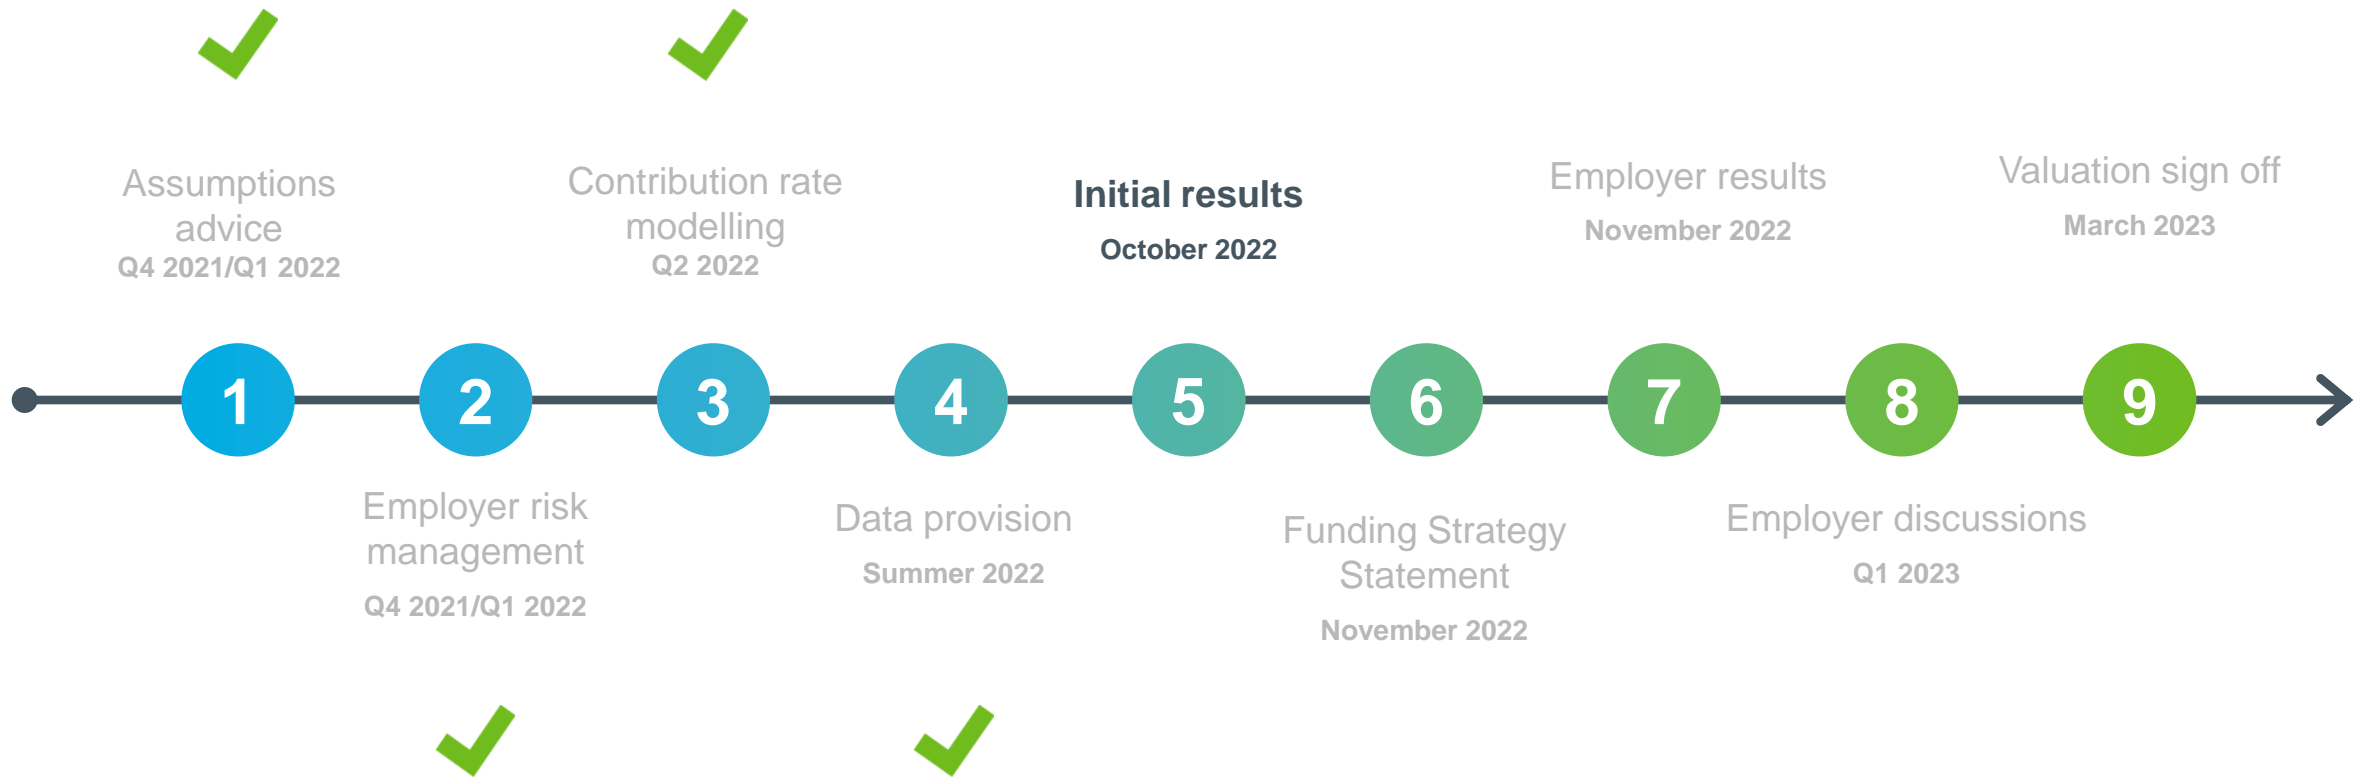 Assumptions
advice
Q4 2021/Q1 2022
Contribution rate
modelling
Q2 2022
Initial results
October 2022
Employer results
November 2022
Valuation sign off
March 2023
1
2
3
4
5
6
7
8
9
Employer risk
management
Q4 2021/Q1 2022
Data provision
Summer 2022
Funding Strategy
Statement
November 2022
Employer discussions
Q1 2023